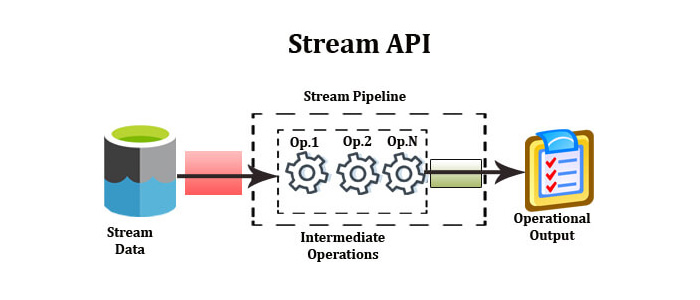 Stream API
Stream Pipeline
Op.1
Op.2
Op.N
Stream
Data
Intermediate
Operations
Operational
Output